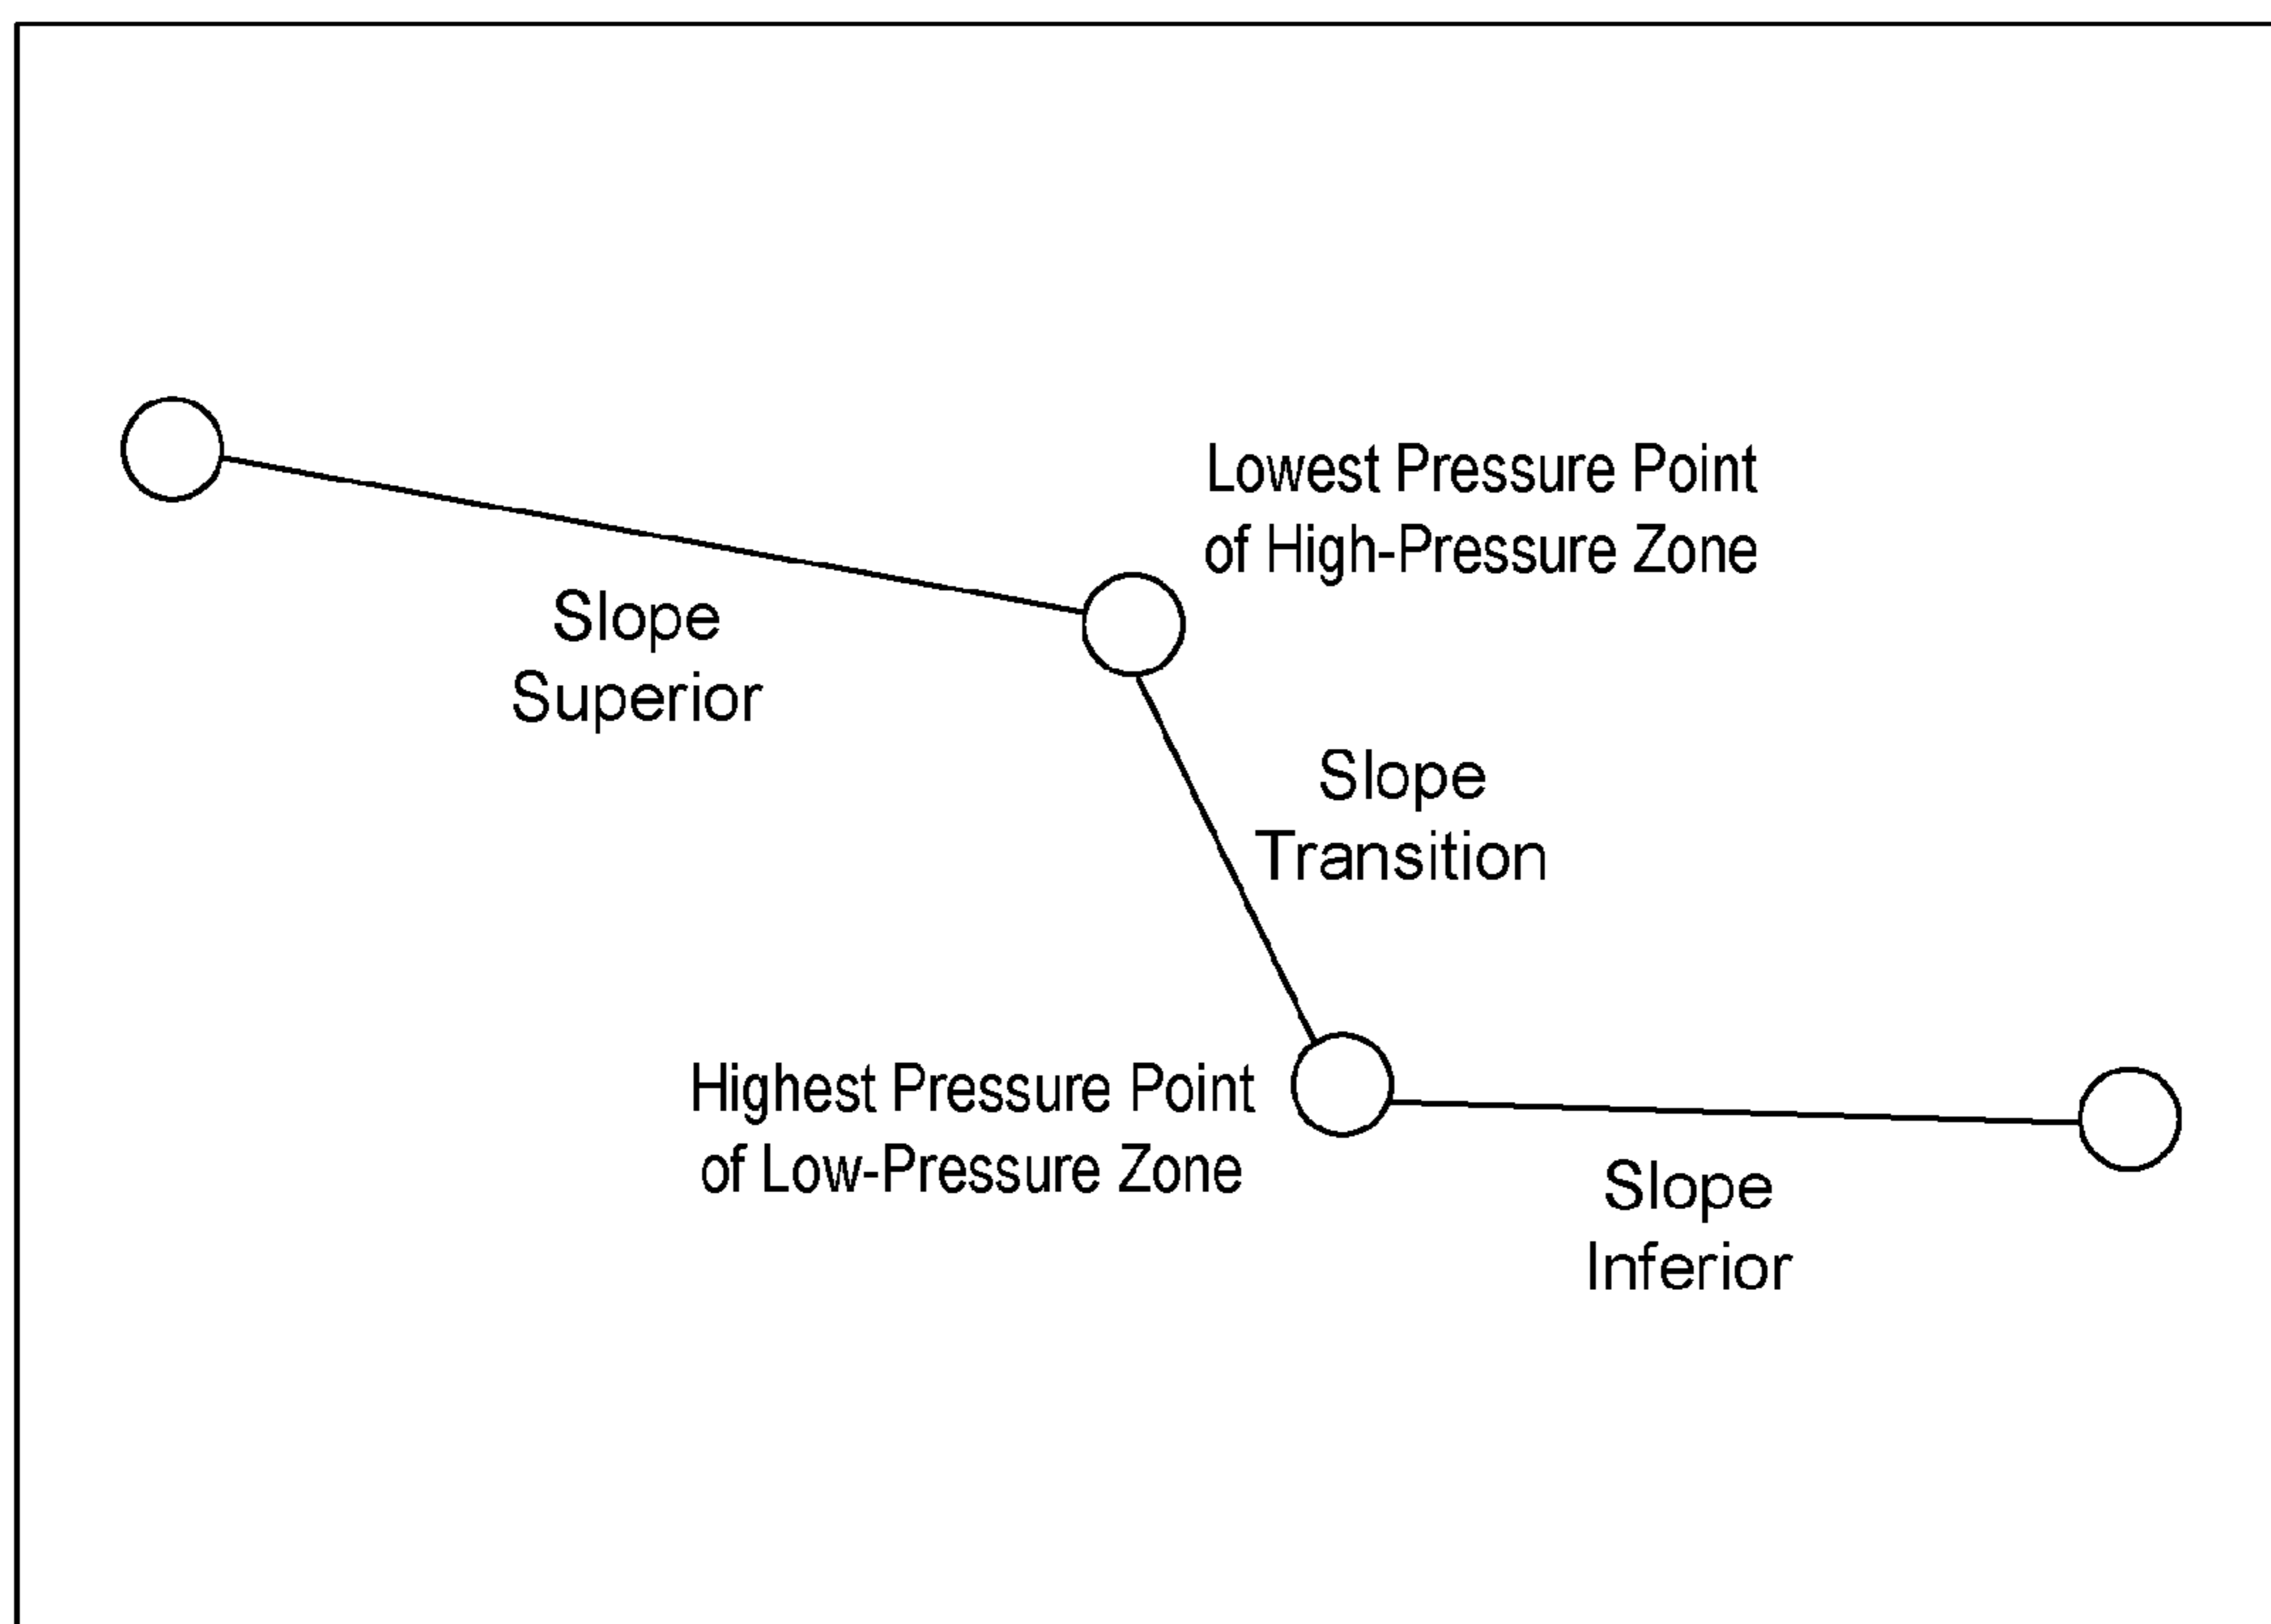 Lowest Pressure Point
of High-Pressure Zone
Slope
Superior
Slope
Transition
Highest Pressure Point
of Low-Pressure Zone
Slope
Inferior